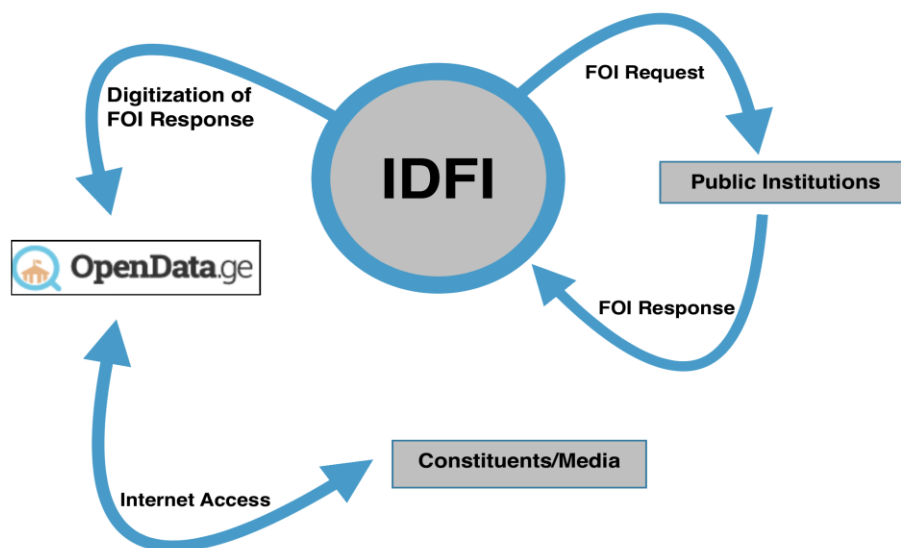 FOI Request
Digitization of
FOI Response
IDFI
Public Institutions
OpenData.ge
FOI Response
Constituents/Media
Internet Access